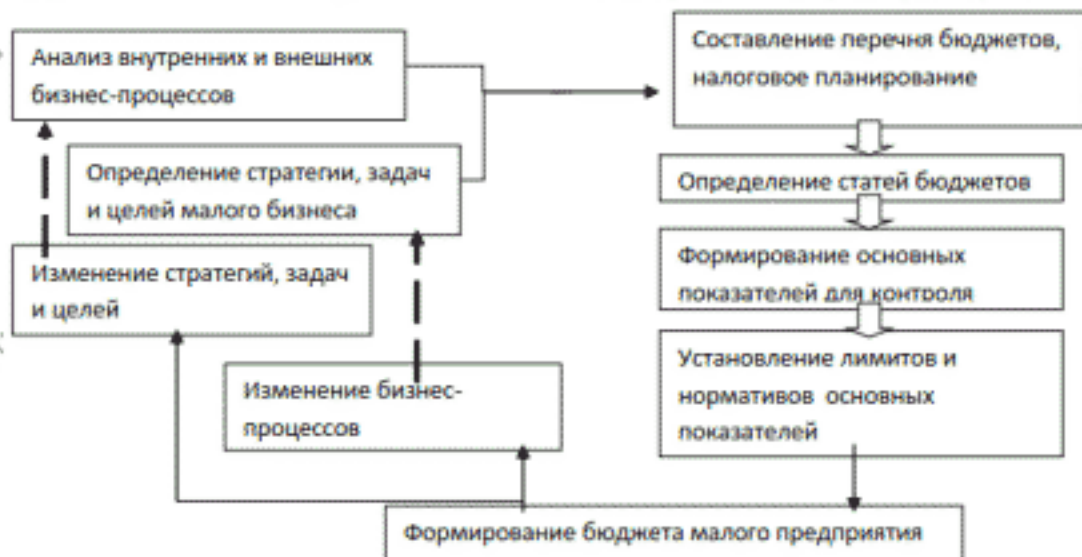 Анализ внутренних и внешних
бизнес-процессов
Определение стратегии, задач
и целей малого бизнеса
Изменение стратегий, задач
и целей
Изменение бизнес-
процессов
Составление перечня бюджетов,
налоговое планирование
Определение статей бюджетов
Формирование основных
показателей для контроля
Установление лимитов и
нормативов основных
показателей
Формирование бюджета малого предприятия